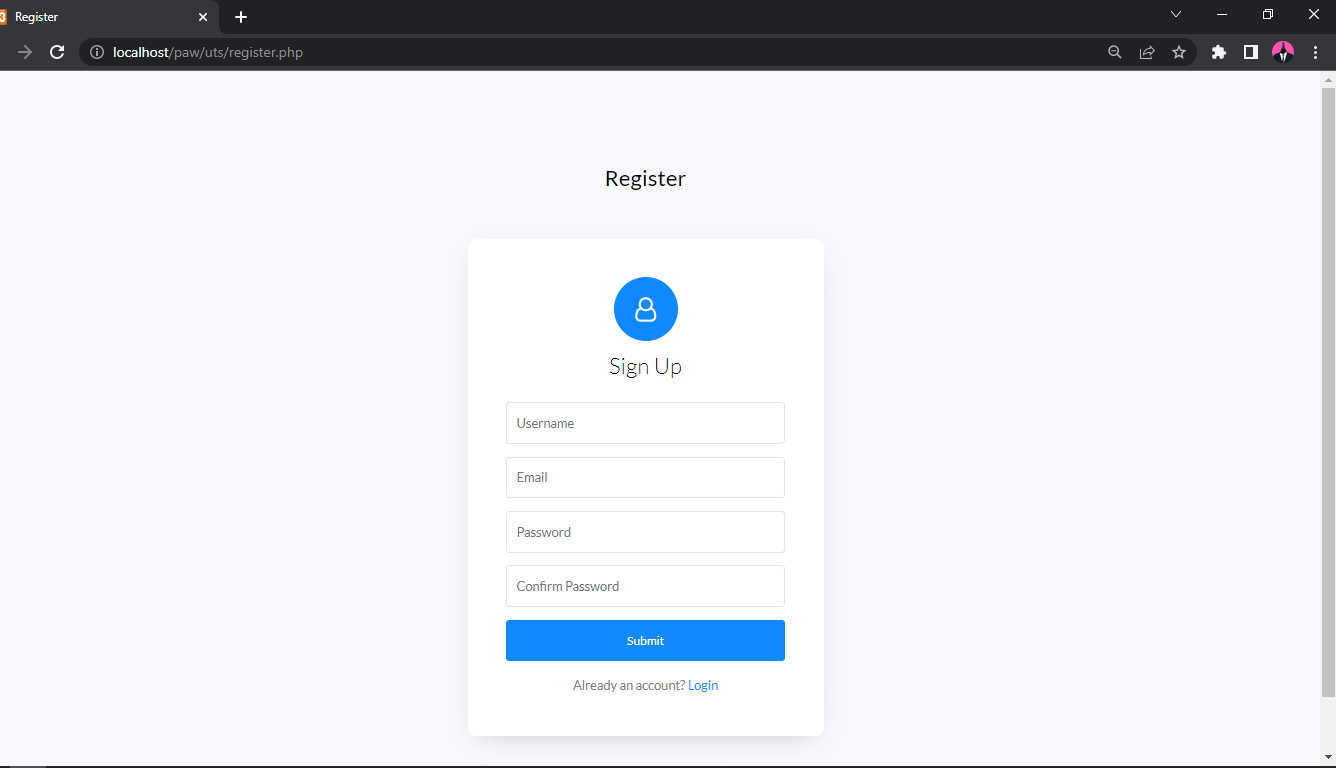 Register
localhost/paw/uts/register.php
Register
Sign Up
Username
Email
Password
Confirm Password
Submit
Already an account? Login